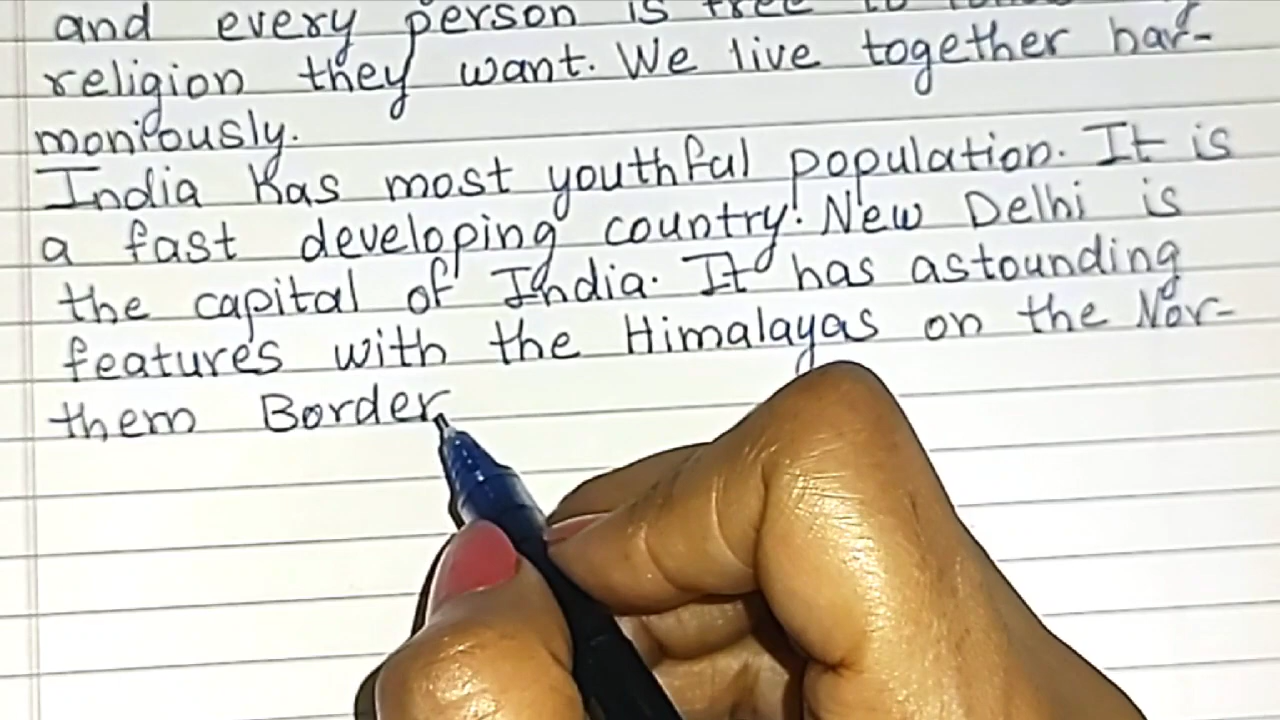 and every person is free to
religion they want. We live together har-
moniously.
India has most youthful population. It is
a fast developing country. New Delhi is
the capital of India. It has astounding
features with the Himalayas on the Nor-
thern Border